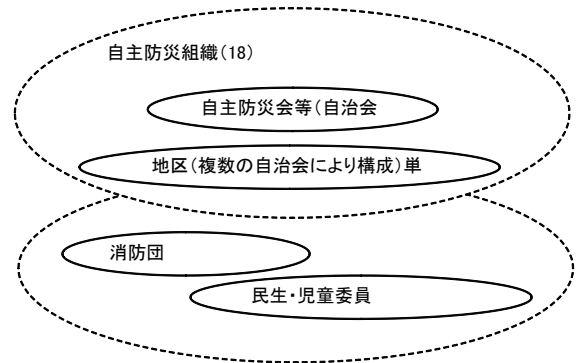 自主防災組織(18)
自主防災会等(自治会
地区(複数の自治会により構成)単
消防団
民生・児童委員